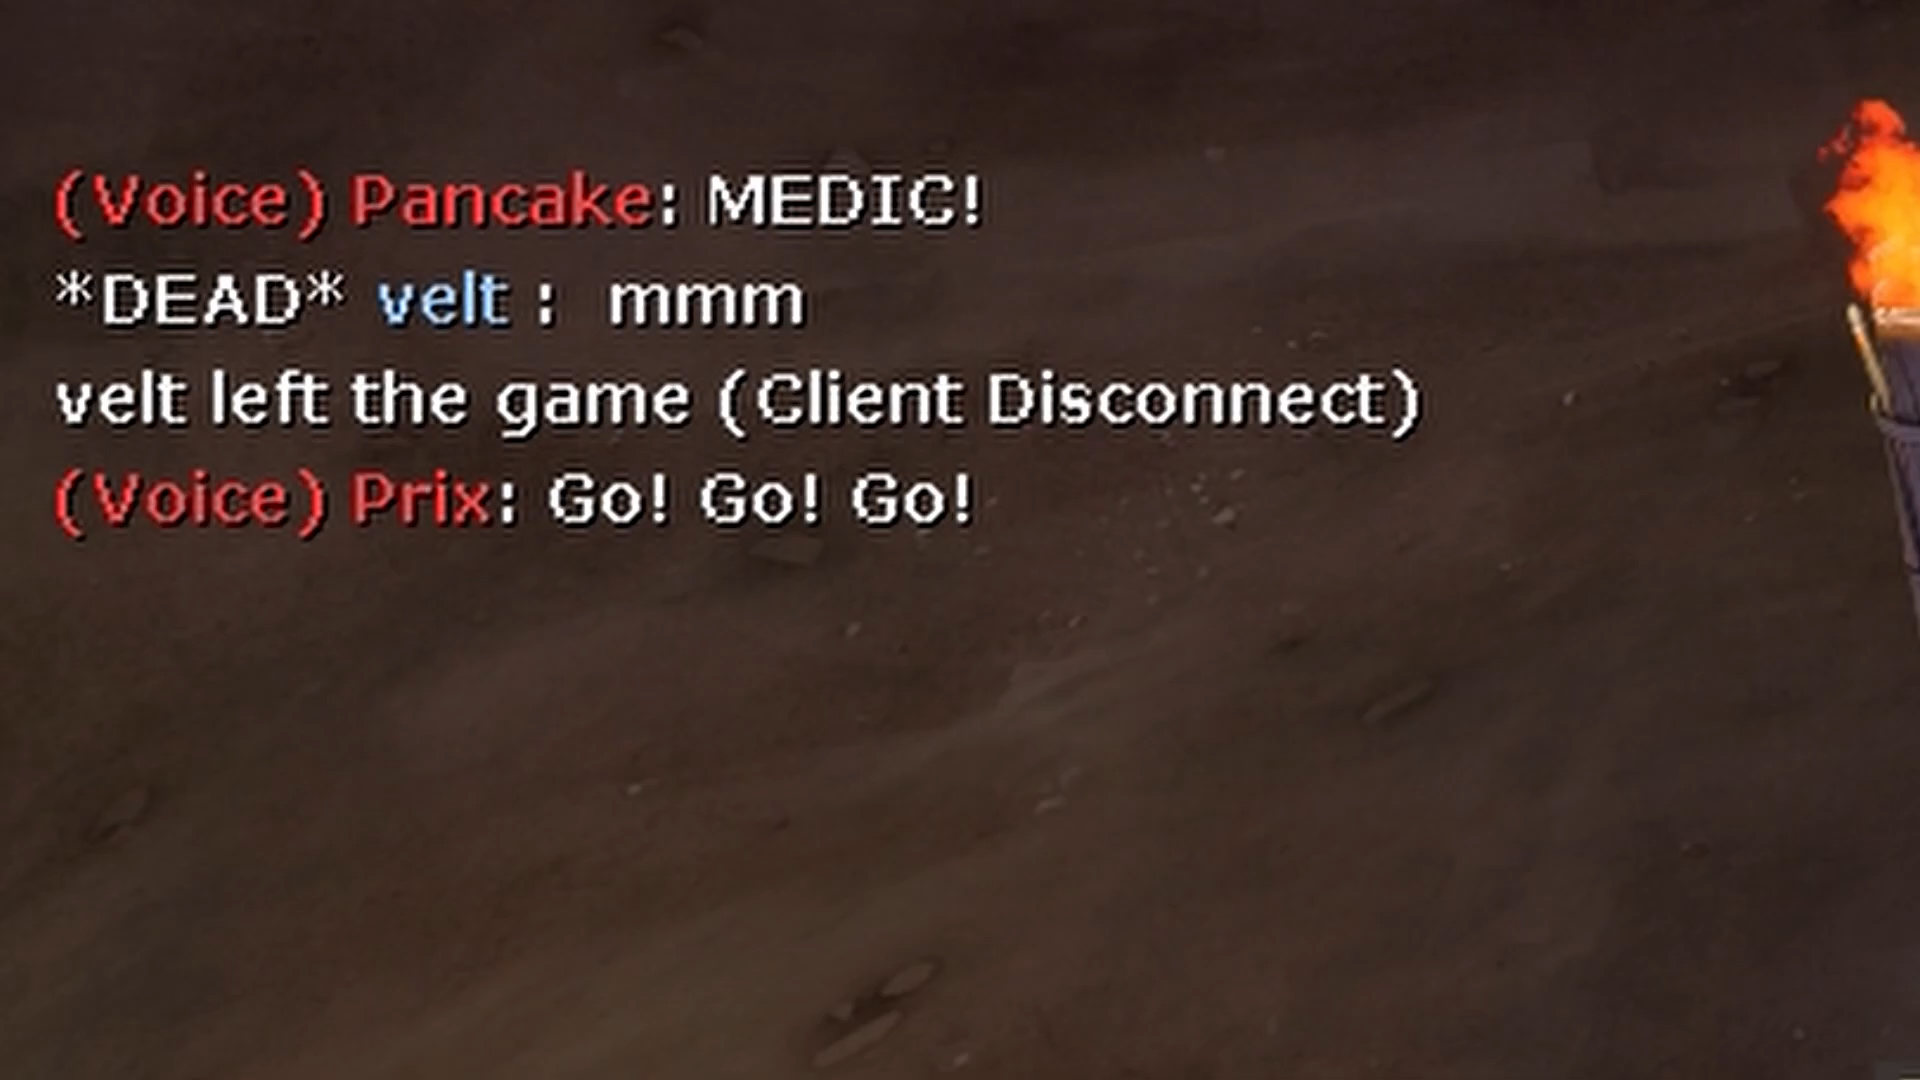 (Voice) Pancake: MEDIC!
*DEAD* velt :  mmm
velt left the game (Client Disconnect)
(Voice) Prix: Go! Go! Go!